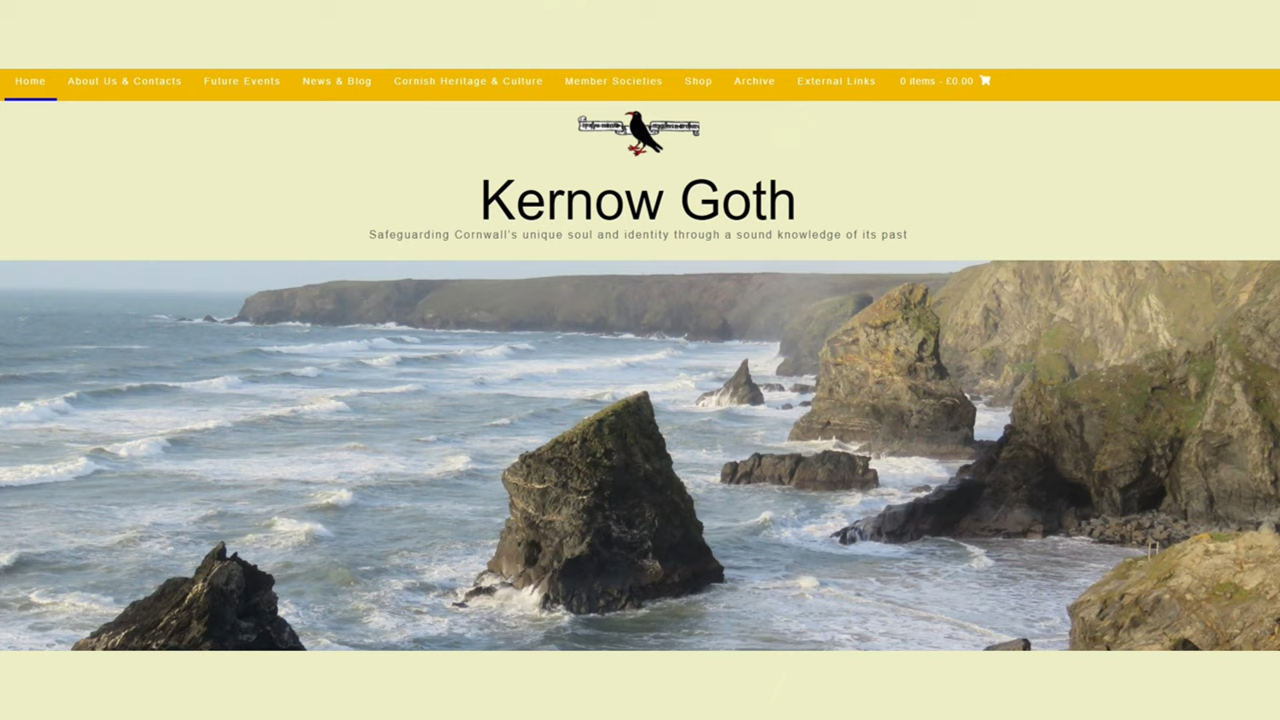 Home About Us & Contacts Future Events News & Blog Cornish Heritage & Culture Member Societies Shop Archive External Links 0 items - £0.00
Kernow Goth
Safeguarding Cornwall's unique soul and identity through a sound knowledge of its past